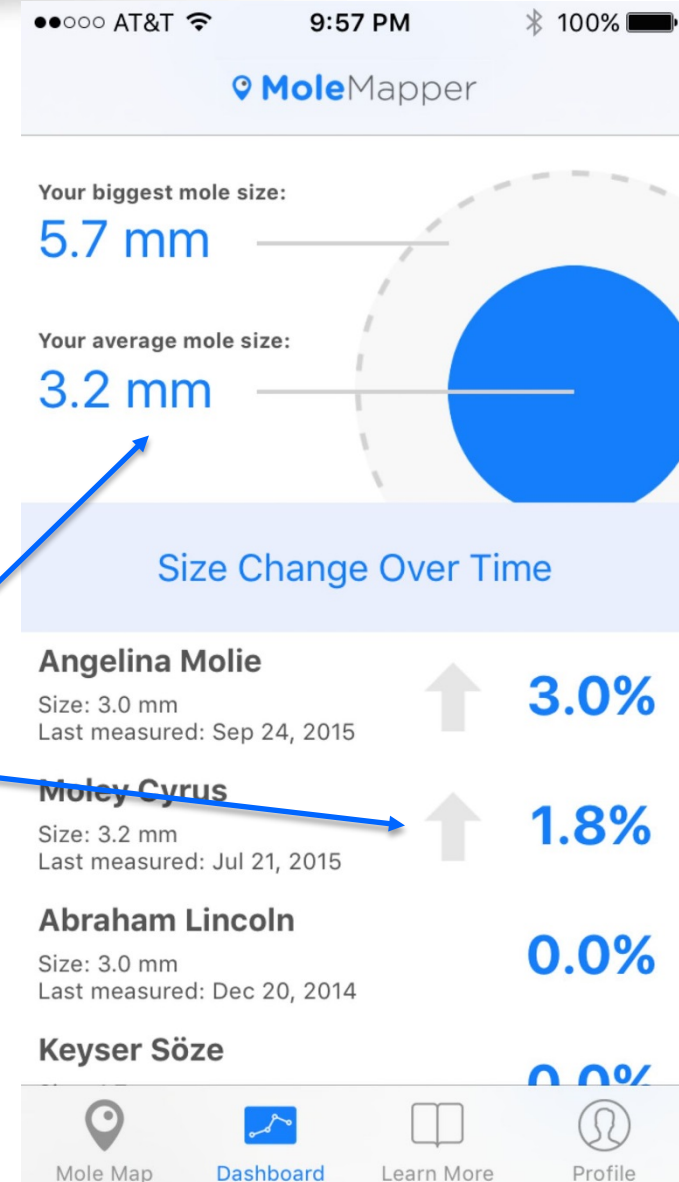 AT&T 9:57 PM 100%
MoleMapper
Your biggest mole size:
5.7 mm
Your average mole size:
3.2 mm
Size Change Over Time
Angelina Molie
Size: 3.0 mm
Last measured: Sep 24, 2015
3.0%
Moley Cyrus
Size: 3.2 mm
Last measured: Jul 21, 2015
1.8%
Abraham Lincoln
Size: 3.0 mm
Last measured: Dec 20, 2014
0.0%
Keyser Söze
0.0%
Mole Map Dashboard Learn More Profile